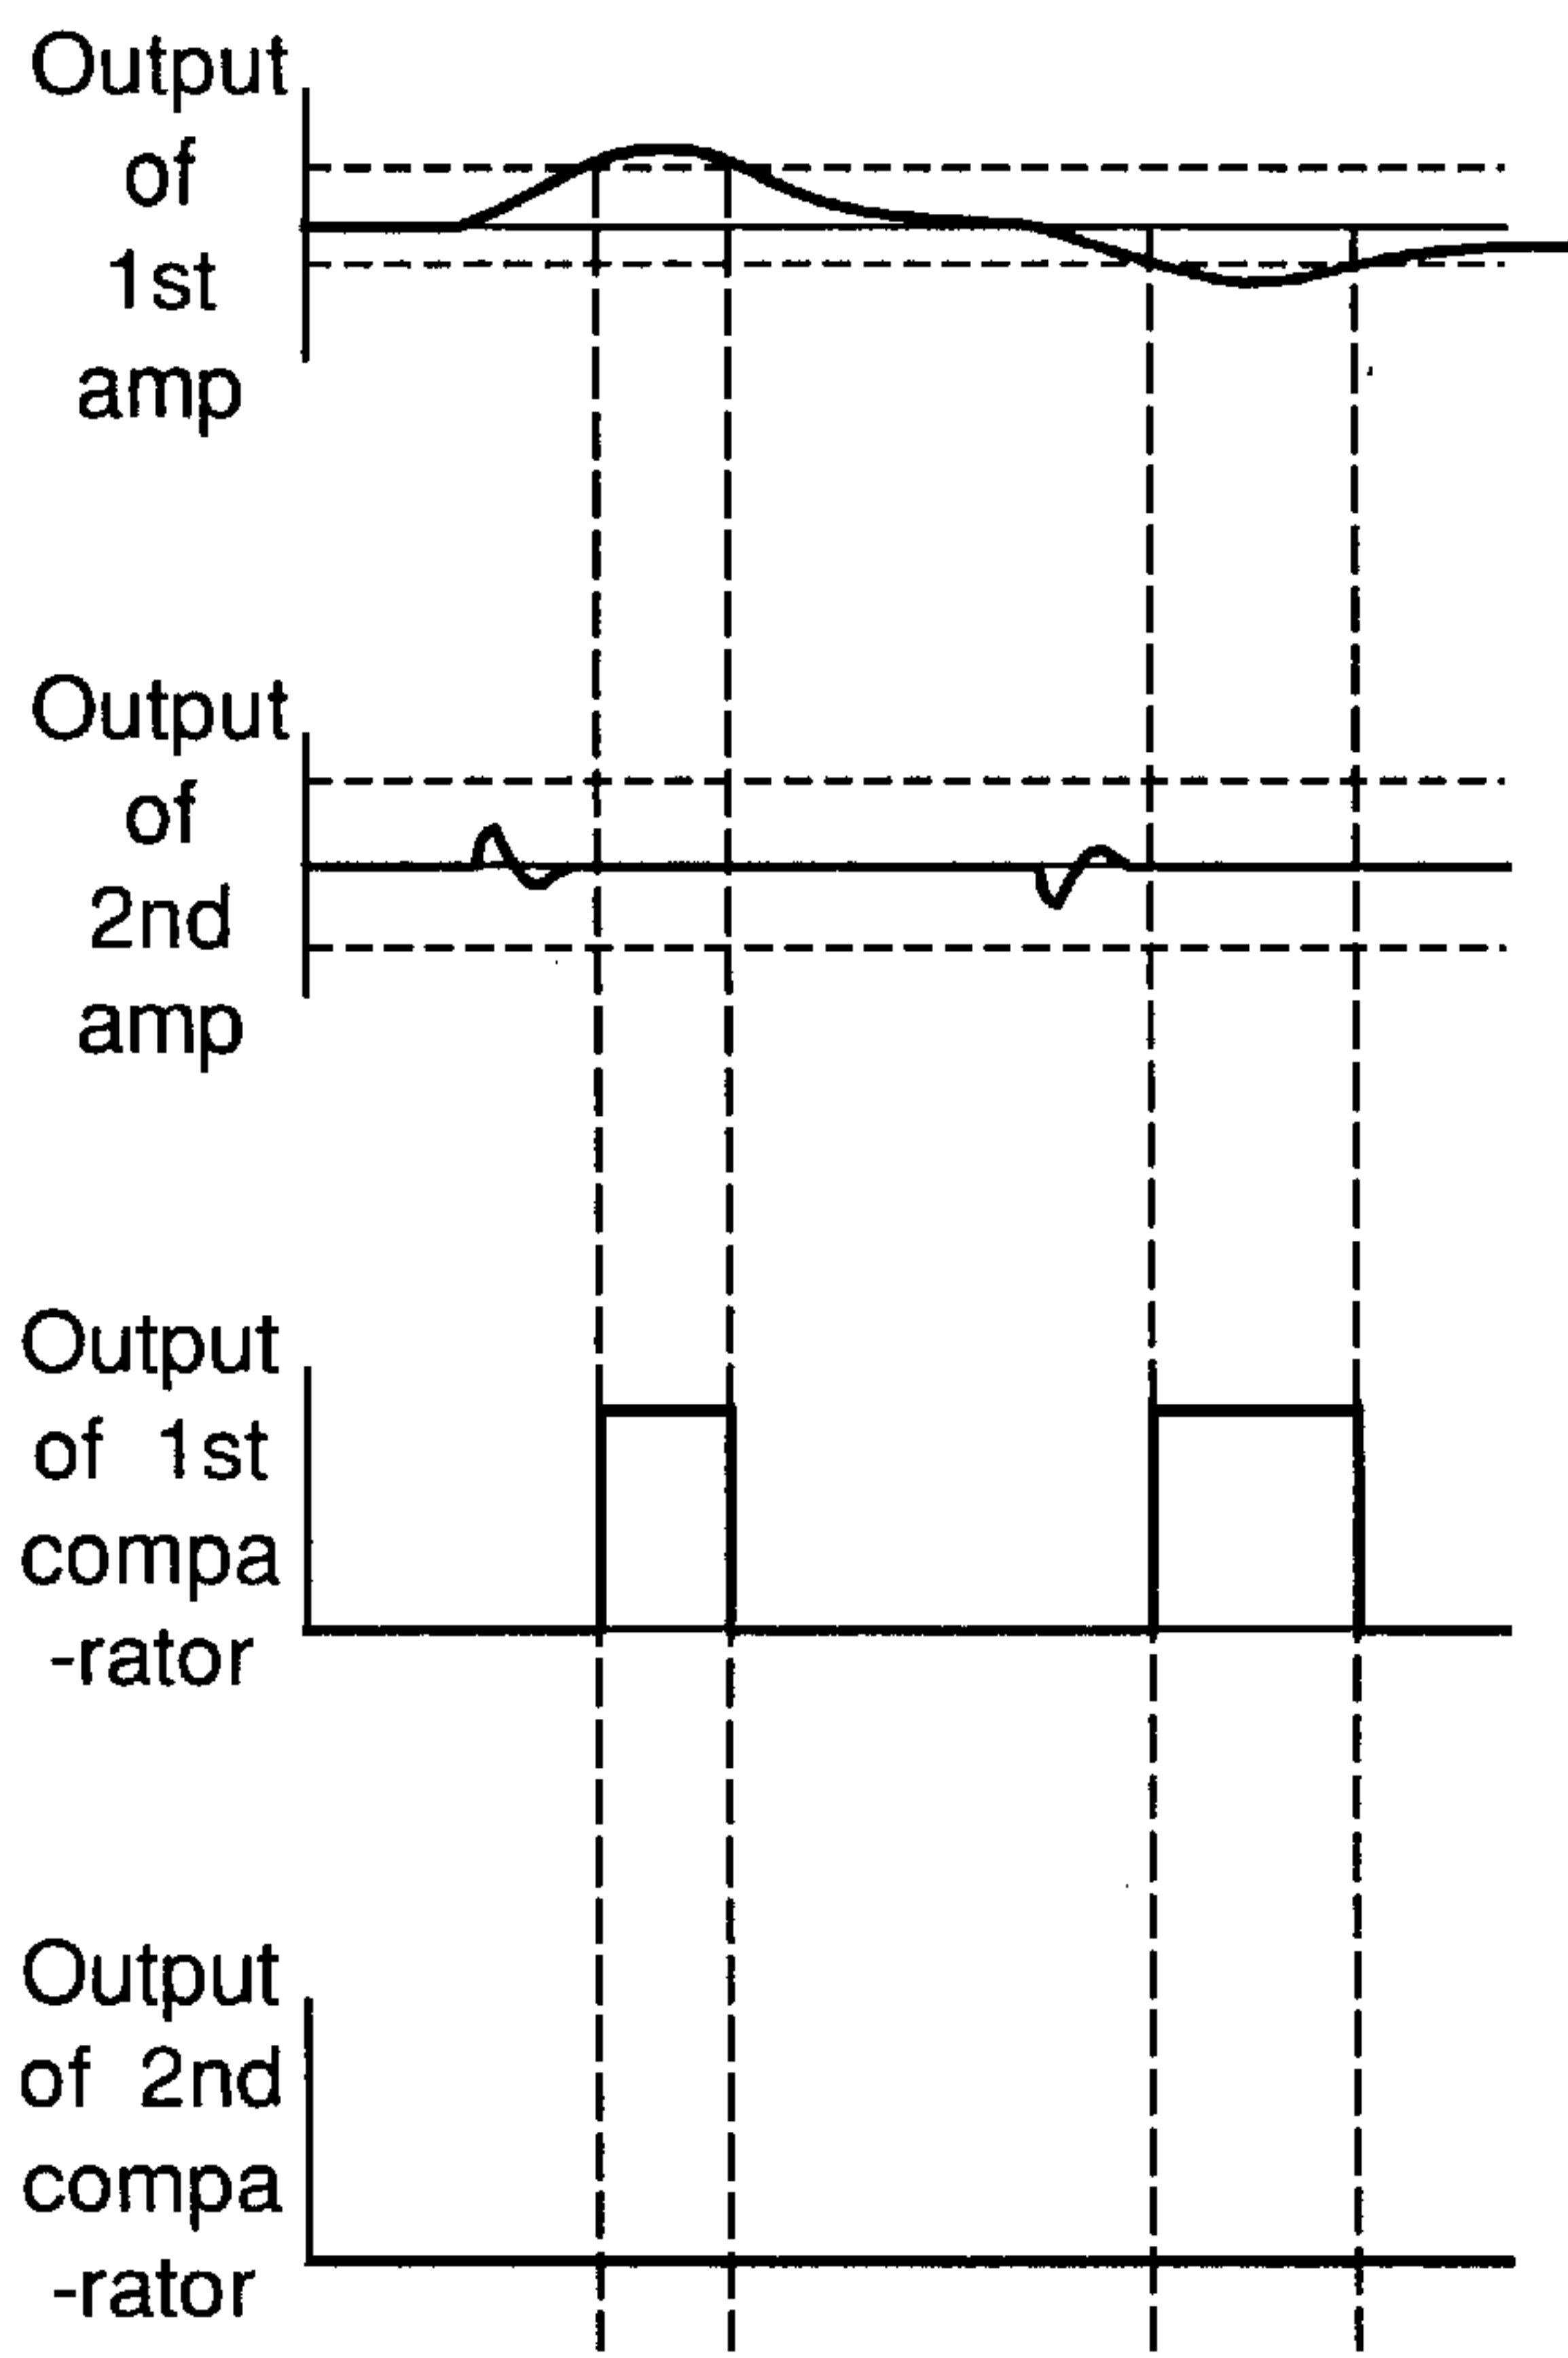 Output
of
1st
amp
Output
of
2nd
amp
Output
of 1st
compa
-rator
Output
of 2nd
compa
-rator